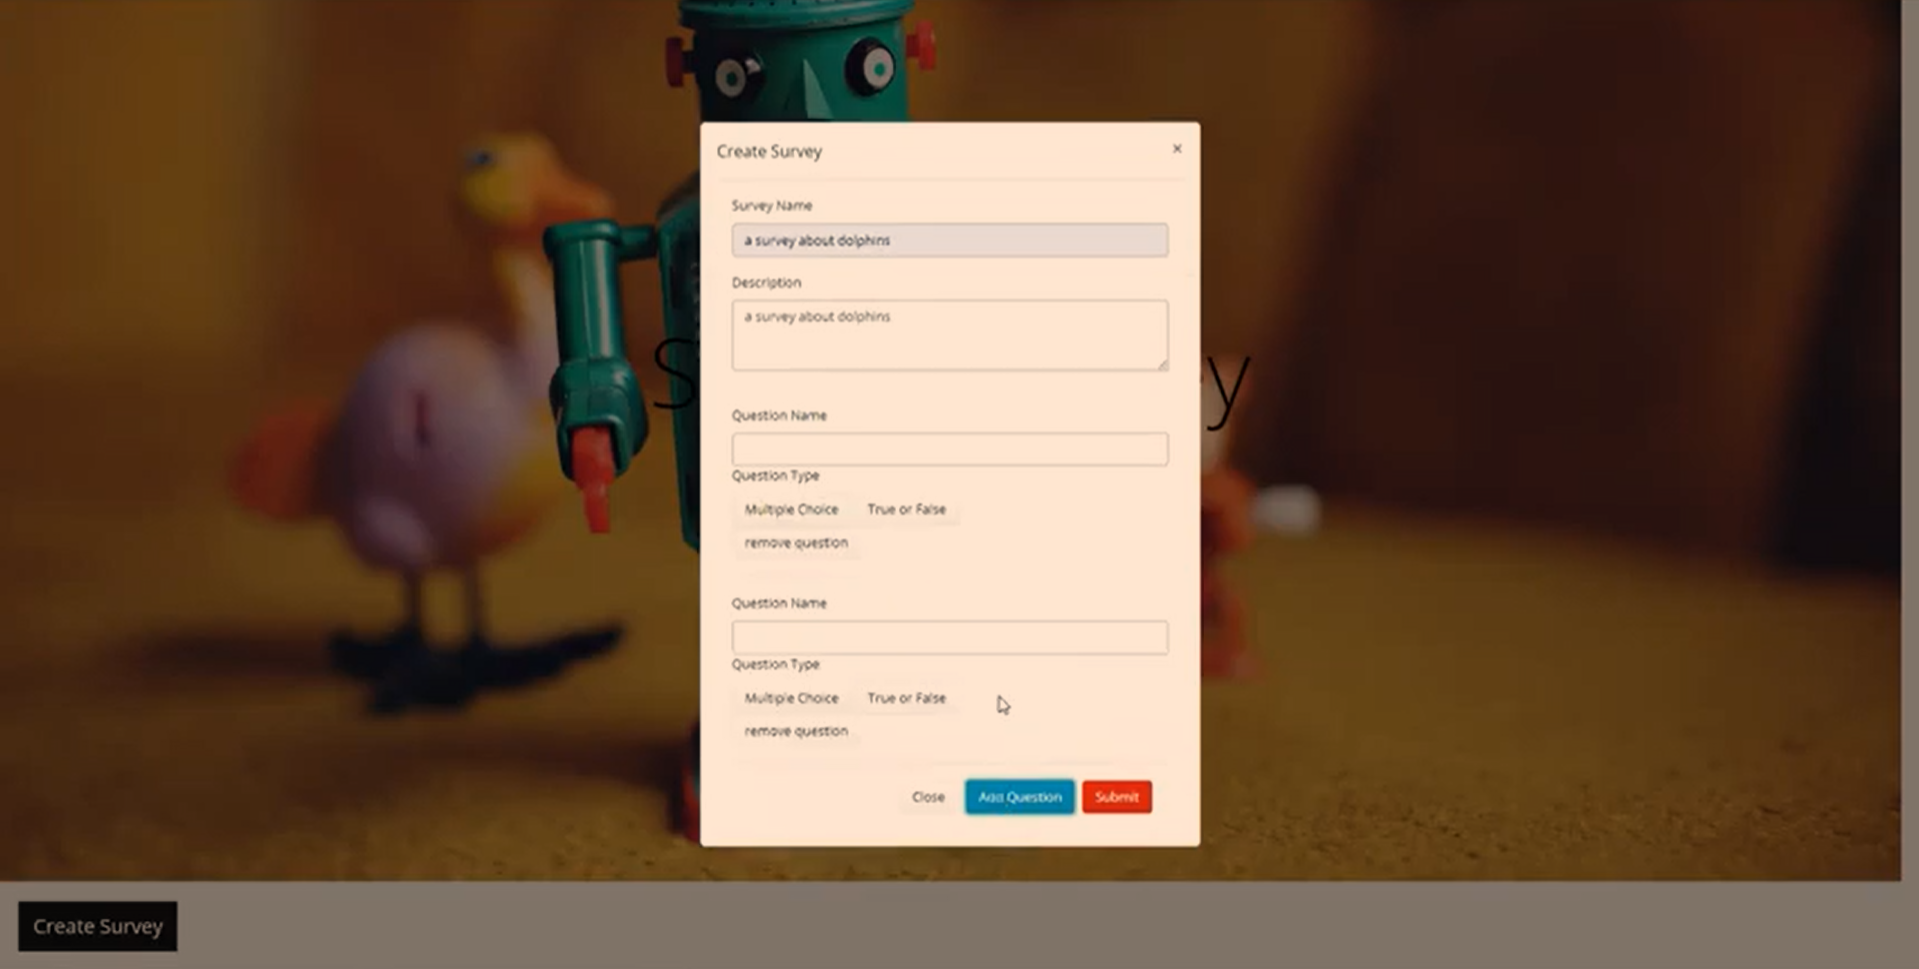 Create Survey ×
Survey Name
a survey about dolphins
Description
a survey about dolphins
S y
Question Name
Question Type
Multiple Choice True or False
remove question
Question Name
Question Type
Multiple Choice True or False
remove question
Close Add Question Submit
Create Survey